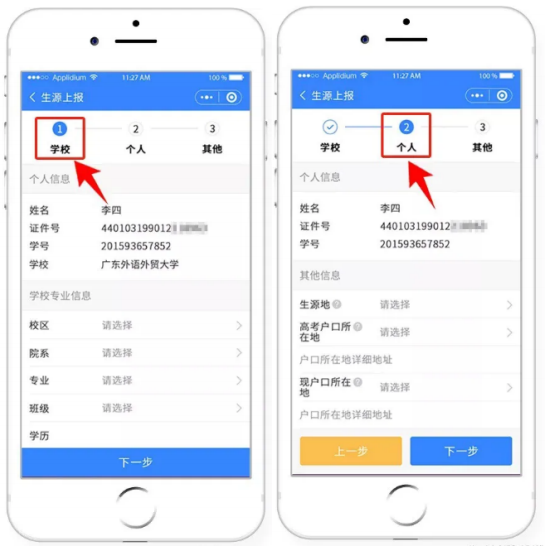 Applidium 11:27 AM 100 %
生源上报
1 2 3
学校 个人 其他
个人信息
姓名 李四
证件号 440103199012
学号 201593657852
学校 广东外语外贸大学
学校专业信息
校区 请选择
院系 请选择
专业 请选择
班级 请选择
学历
下一步
Applidium 11:27 AM 100 %
生源上报
2 3
学校 个人 其他
个人信息
姓名 李四
证件号 440103199012
学号 201593657852
其他信息
生源地 请选择
高考户口所
在地 请选择
户口所在地详细地址
现户口所在
地 请选择
户口所在地详细地址
上一步 下一步